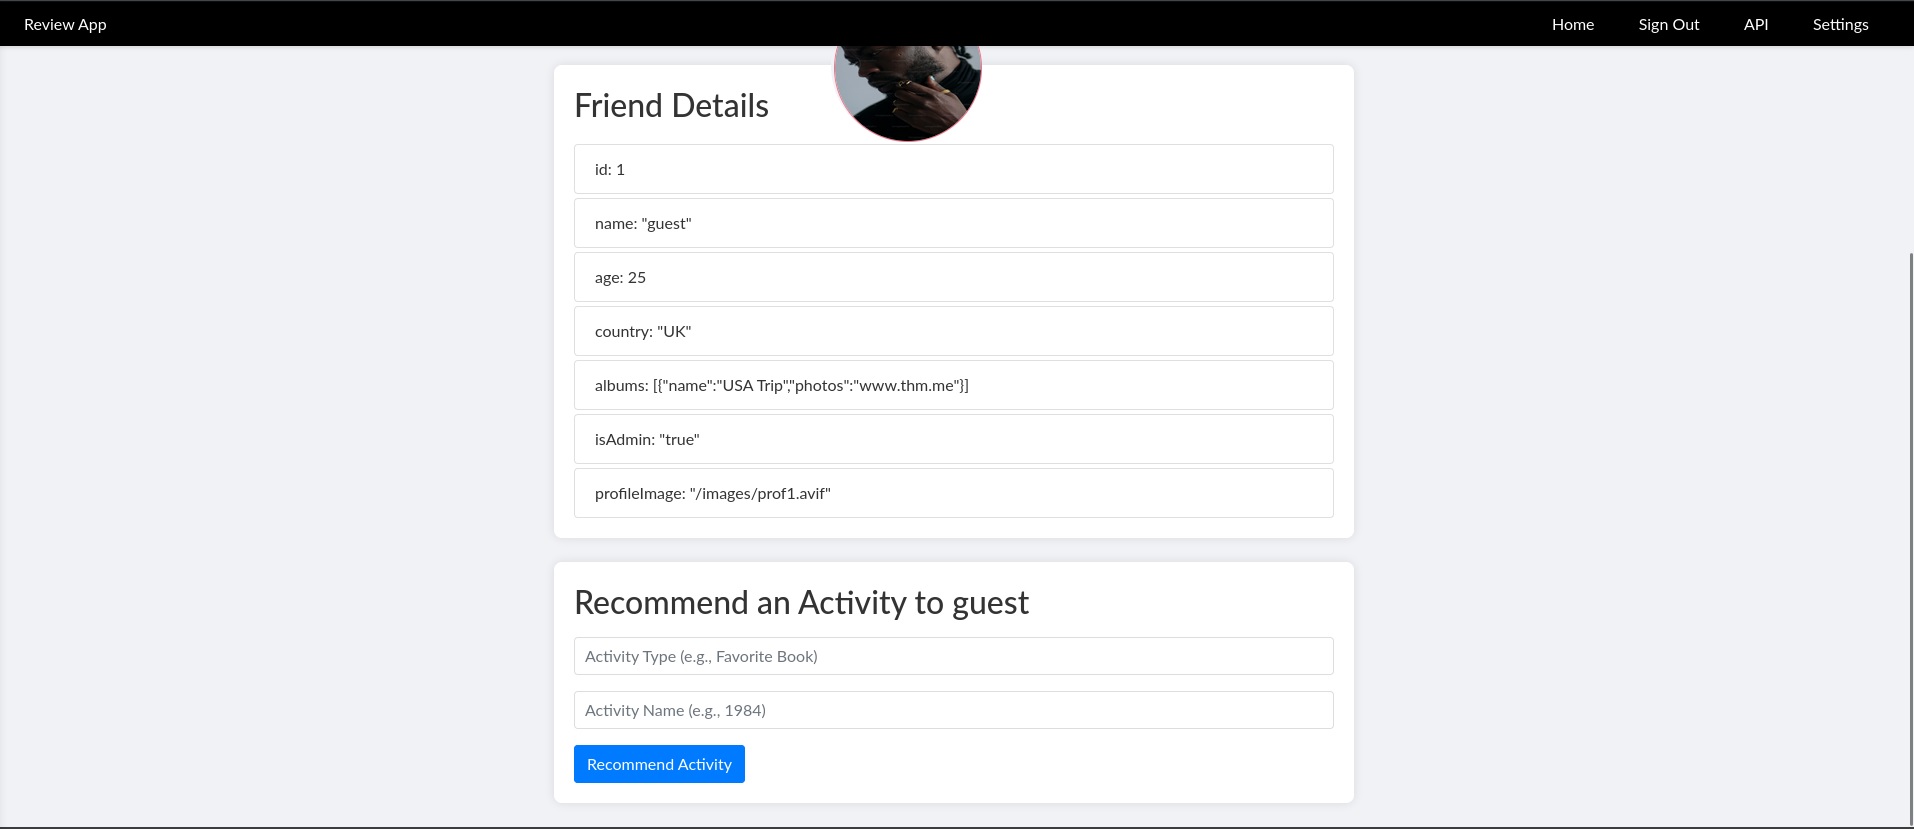 Review App
Home
Sign Out
API
Settings
Friend Details
id: 1
name: "guest"
age: 25
country: "UK"
albums: [{"name":"USA Trip","photos":"www.thm.me"}]
isAdmin: "true"
profileImage: "/images/prof1.avif"
Recommend an Activity to guest
Activity Type (e.g., Favorite Book)
Activity Name (e.g., 1984)
Recommend Activity